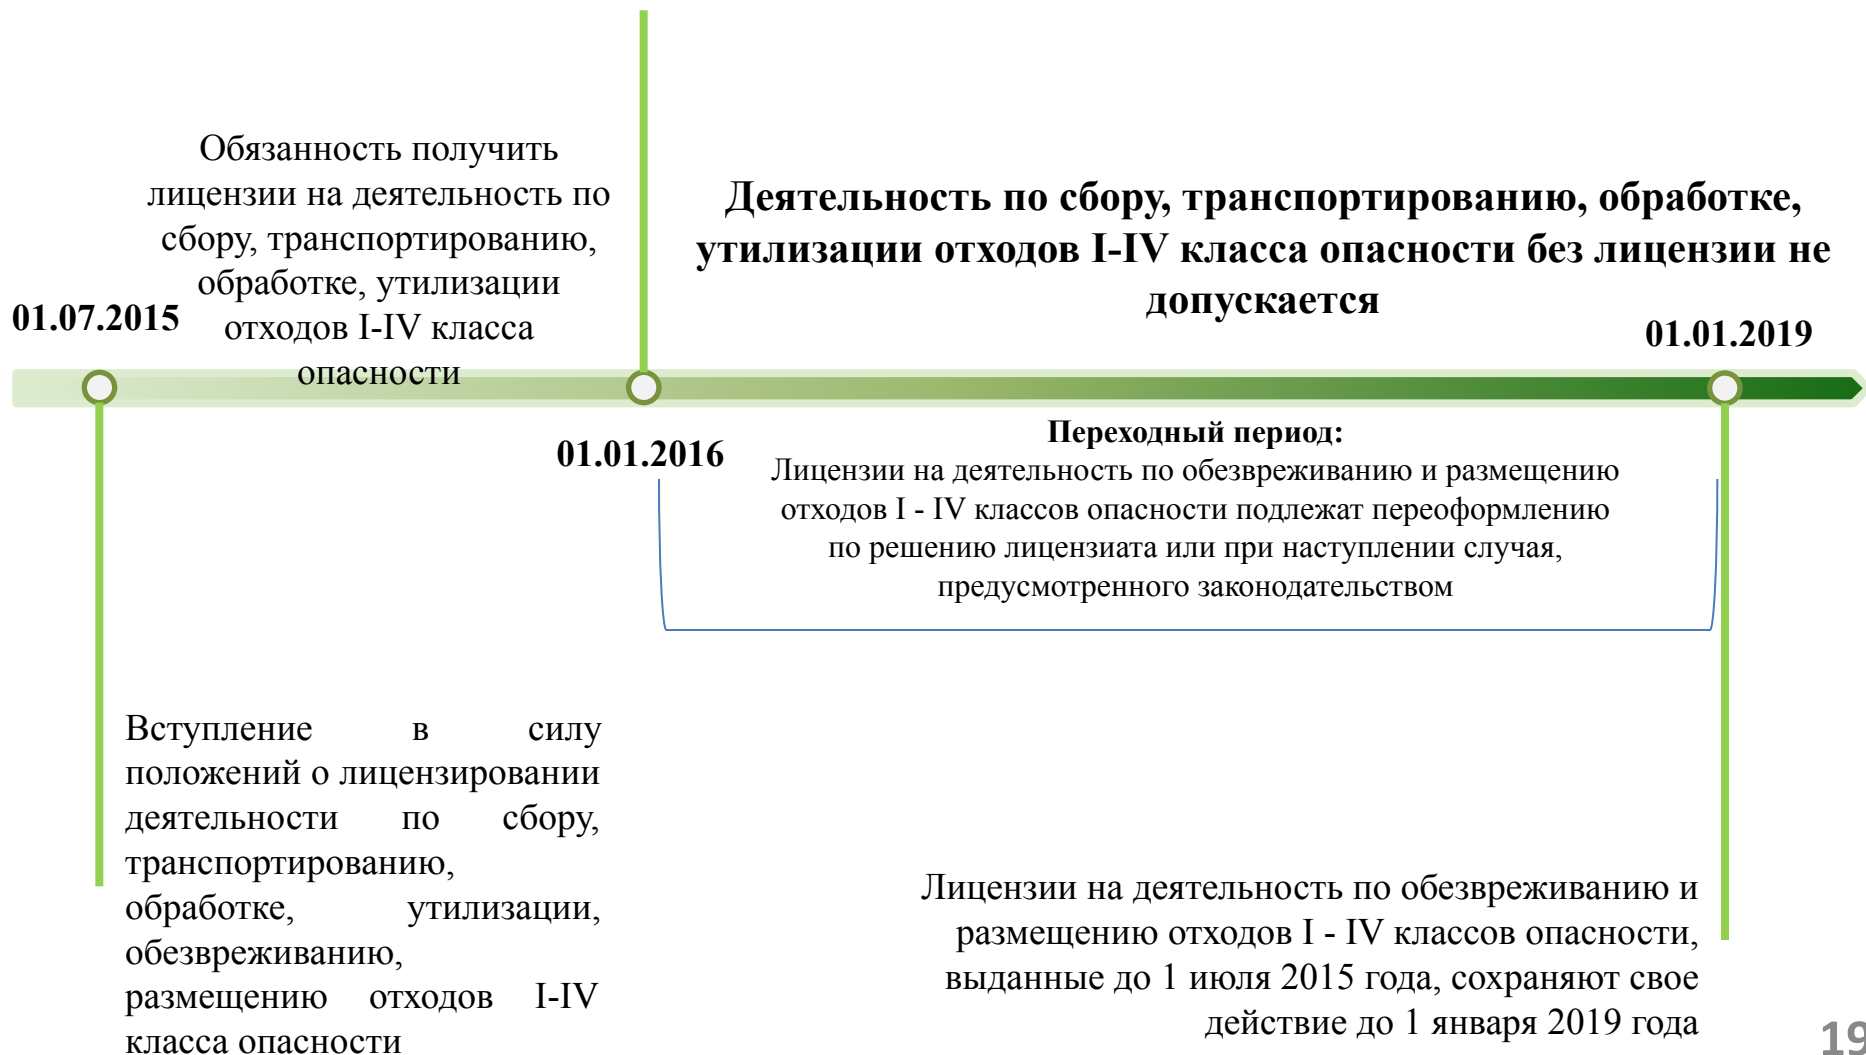 Обязанность получить
лицензии на деятельность по
сбору, транспортированию,
обработке, утилизации
отходов I-IV класса
опасности
Деятельность по сбору, транспортированию, обработке,
утилизации отходов I-IV класса опасности без лицензии не
допускается
01.07.2015
01.01.2019
01.01.2016
Переходный период:
Лицензии на деятельность по обезвреживанию и размещению
отходов I - IV классов опасности подлежат переоформлению
по решению лицензиата или при наступлении случая,
предусмотренного законодательством
Вступление в силу
положений о лицензировании
деятельности по сбору,
транспортированию,
обработке, утилизации,
обезвреживанию,
размещению отходов I-IV
класса опасности
Лицензии на деятельность по обезвреживанию и
размещению отходов I - IV классов опасности,
выданные до 1 июля 2015 года, сохраняют свое
действие до 1 января 2019 года
19